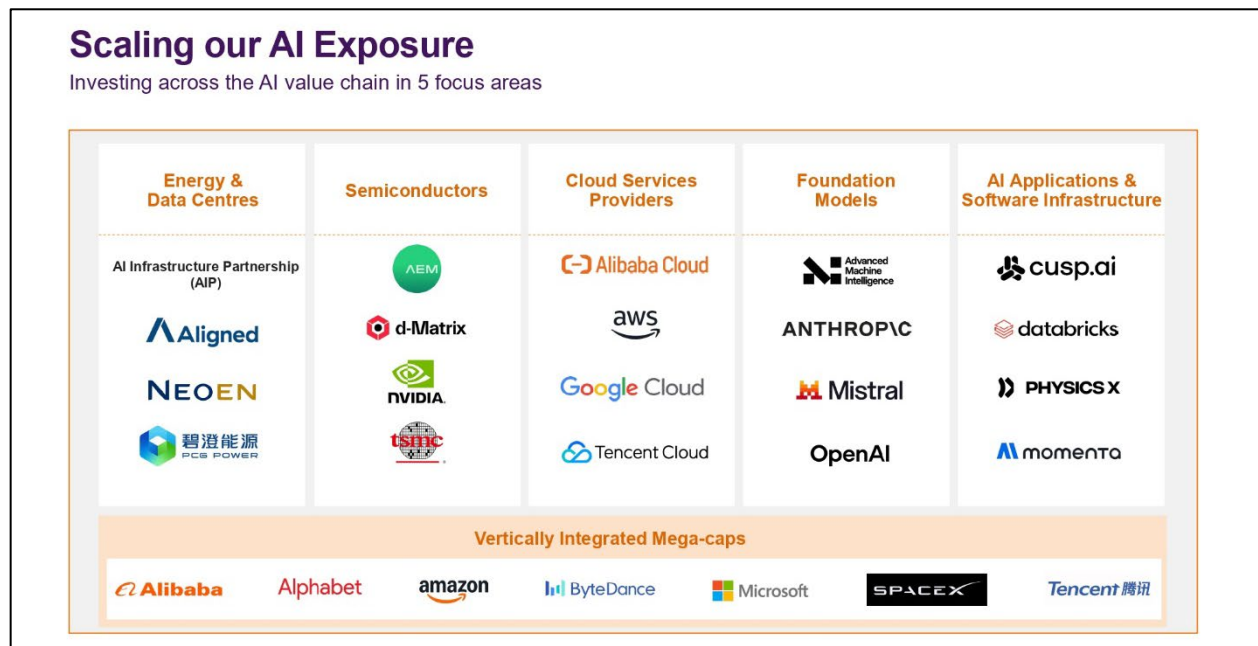 Scaling our AI Exposure
Investing across the AI value chain in 5 focus areas
Energy &
Data Centres
AI Infrastructure Partnership
(AIP)
Aligned
NEOEN
碧澄能源
PCG POWER
Semiconductors
AEM
d-Matrix
NVIDIA.
tsmc
Cloud Services
Providers
Alibaba Cloud
aws
Google Cloud
Tencent Cloud
Foundation
Models
Advanced
Machine
Intelligence
ANTHROP\C
Mistral
OpenAI
AI Applications &
Software Infrastructure
cusp.ai
databricks
PHYSICS X
momenta
Vertically Integrated Mega-caps
Alibaba
Alphabet
amazon
ByteDance
Microsoft
SPACEX
Tencent 腾讯